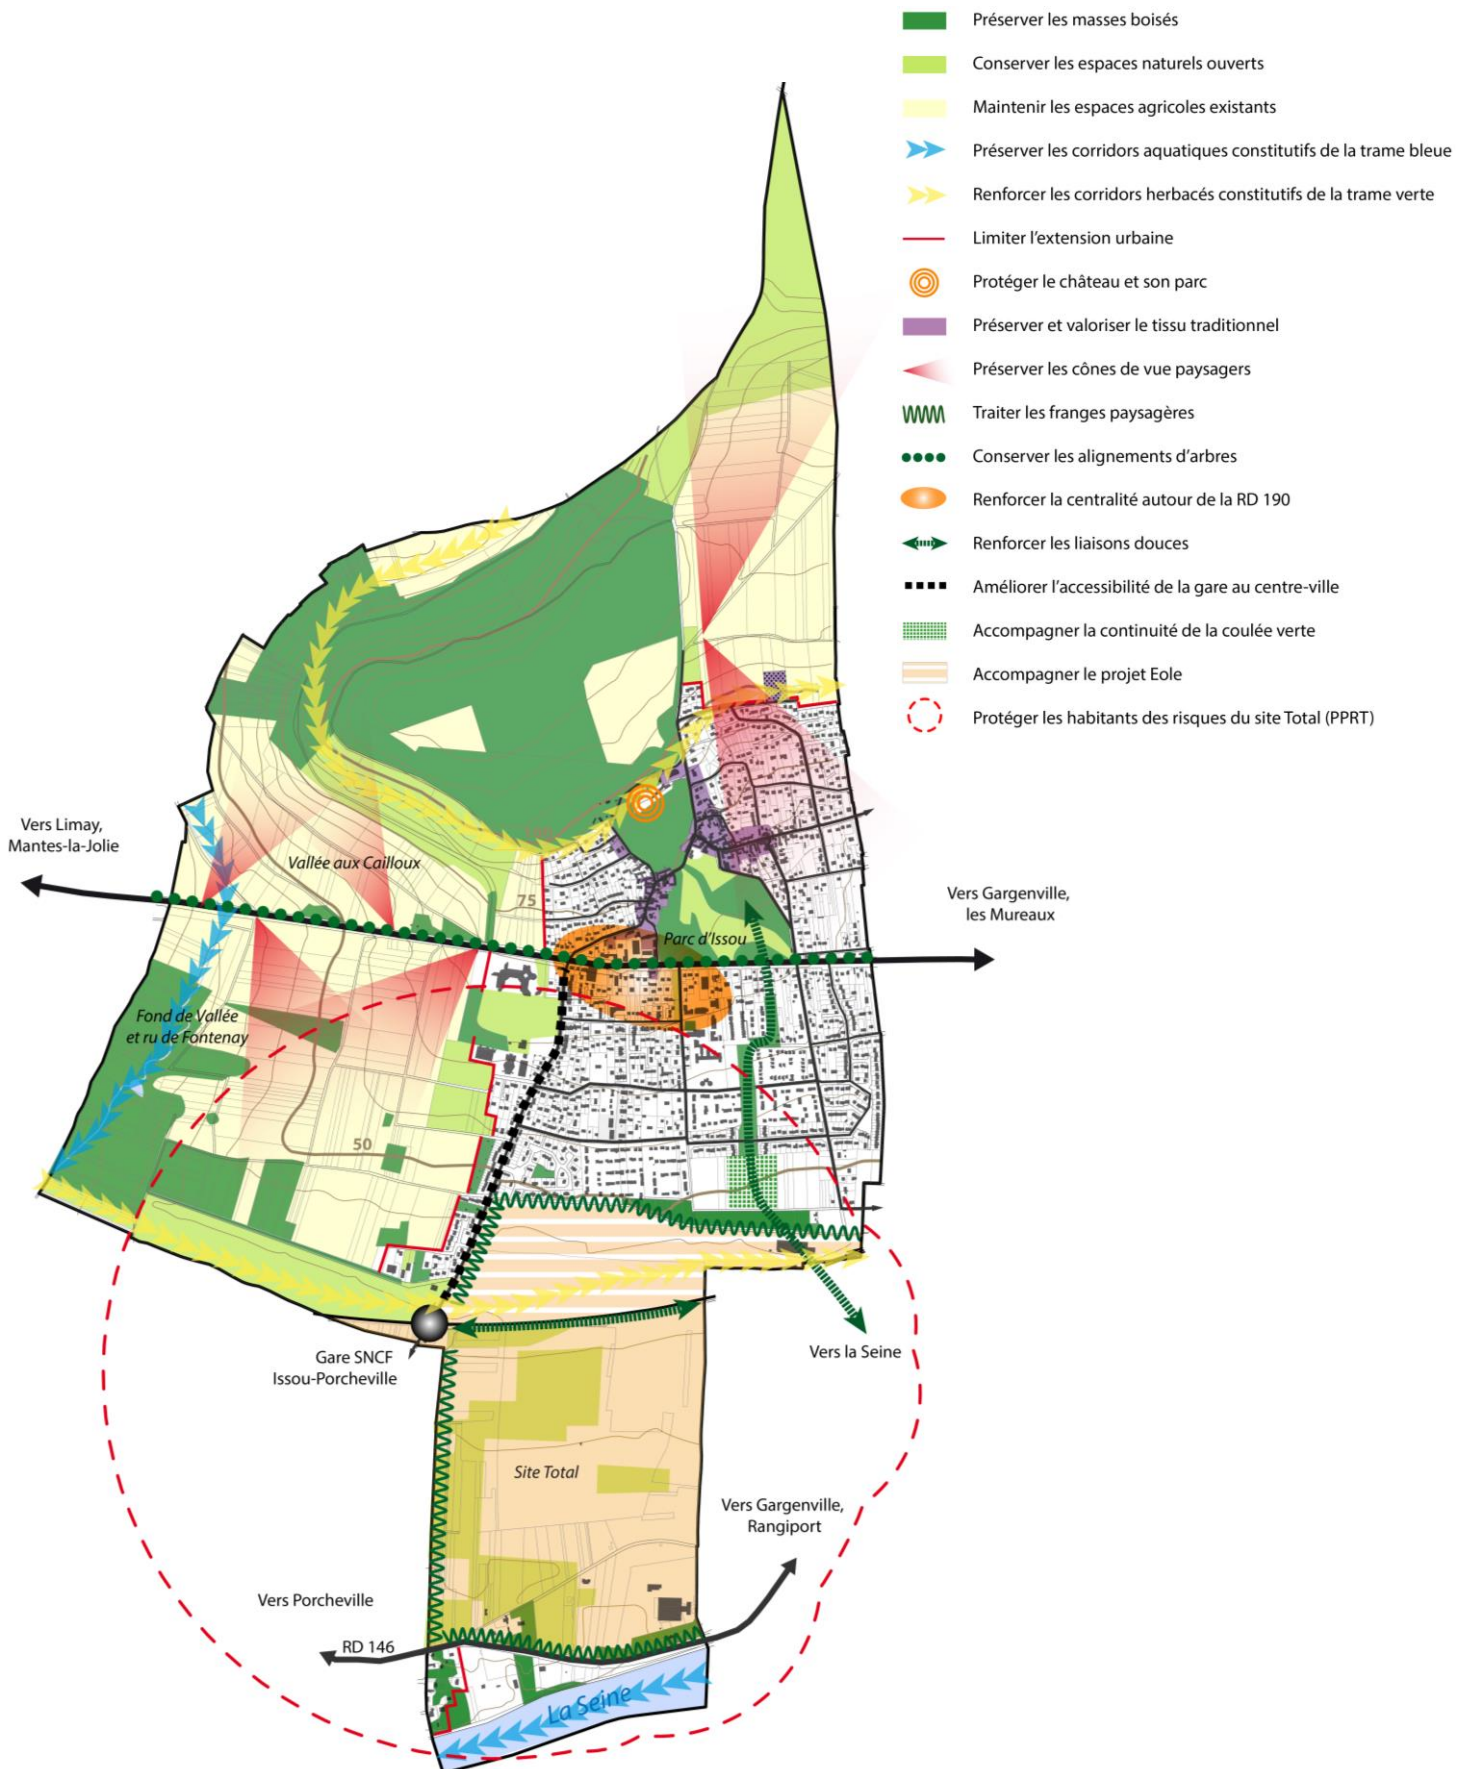 Préserver les masses boisés
Conserver les espaces naturels ouverts
Maintenir les espaces agricoles existants
Préserver les corridors aquatiques constitutifs de la trame bleue
Renforcer les corridors herbacés constitutifs de la trame verte
Limiter l'extension urbaine
Protéger le château et son parc
Préserver et valoriser le tissu traditionnel
Préserver les cônes de vue paysagers
Traiter les franges paysagères
Conserver les alignements d'arbres
Renforcer la centralité autour de la RD 190
Renforcer les liaisons douces
Améliorer l'accessibilité de la gare au centre-ville
Accompagner la continuité de la coulée verte
Accompagner le projet Eole
Protéger les habitants des risques du site Total (PPRT)
Vers Limay,
Mantes-la-Jolie
Vallée aux Cailloux
75
Vers Gargenville,
les Mureaux
Parc d'Issou
Fond de Vallée
et ru de Fontenay
50
Gare SNCF
Issou-Porcheville
Vers la Seine
Site Total
Vers Gargenville,
Rangiport
Vers Porcheville
RD 146
La Seine